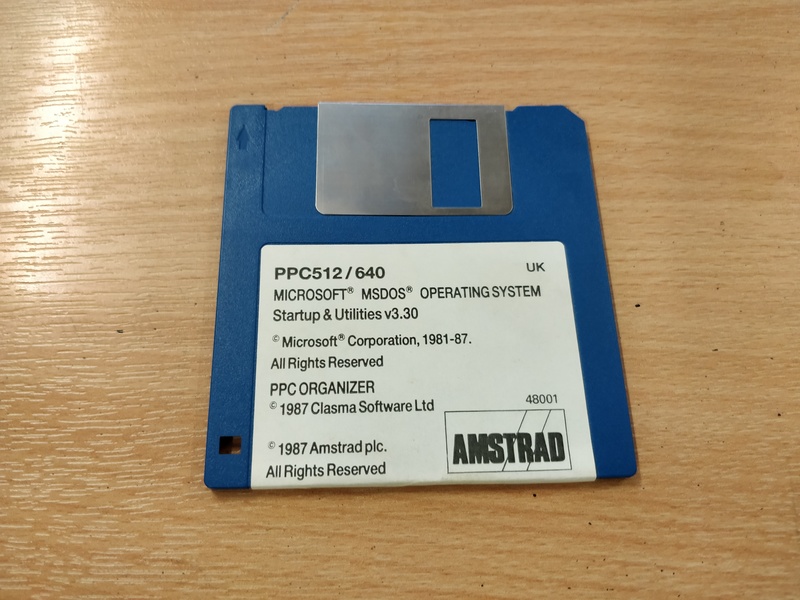 PPC512/640 UK
MICROSOFT® MSDOS® OPERATING SYSTEM
Startup & Utilities v3.30
© Microsoft® Corporation, 1981-87.
All Rights Reserved
PPC ORGANIZER
© 1987 Clasma Software Ltd
48001
AMSTRAD
© 1987 Amstrad plc.
All Rights Reserved